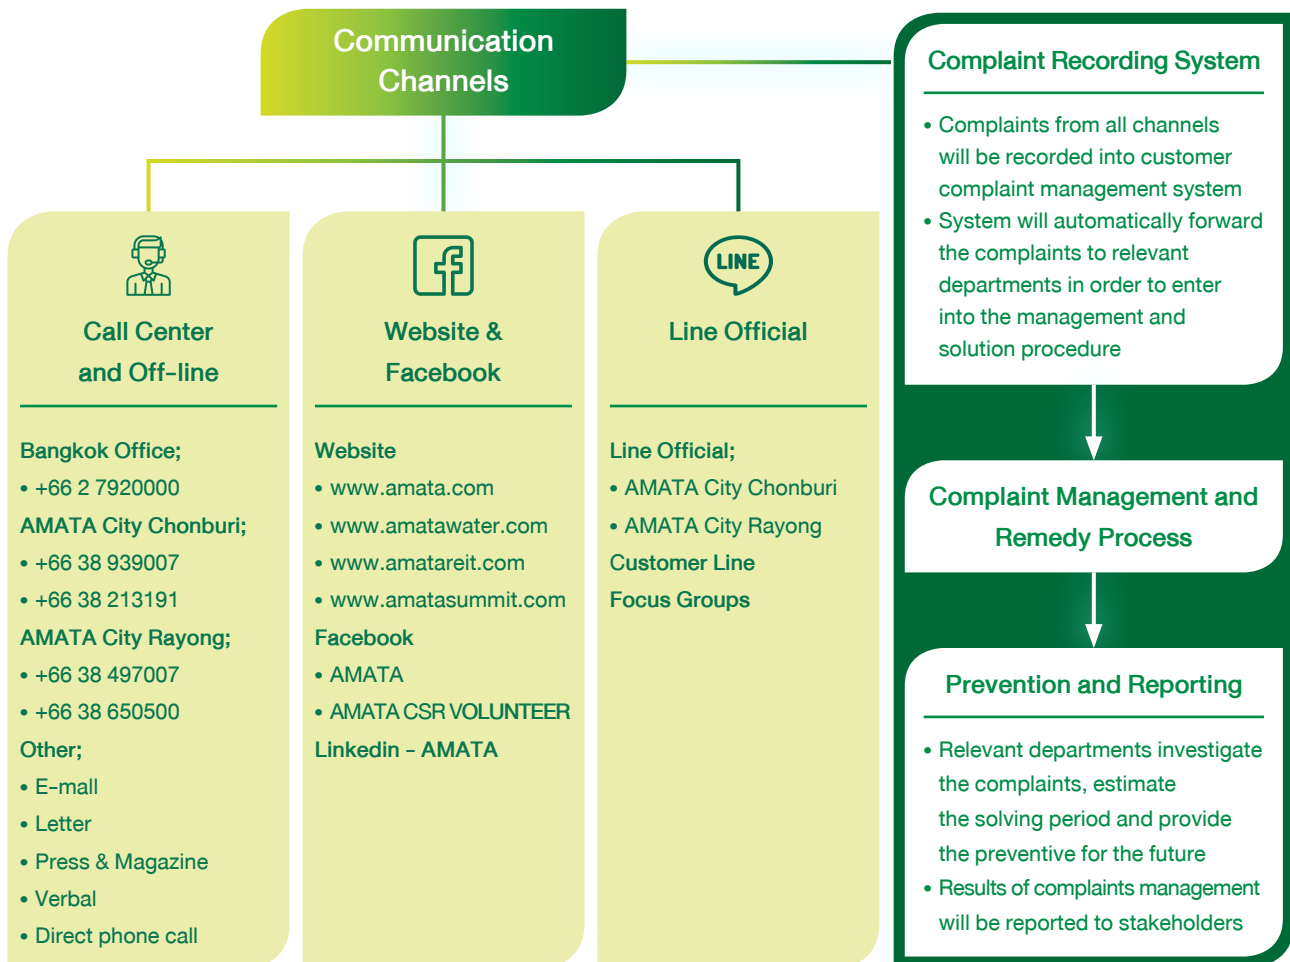 Communication
Channels
Call Center
and Off-line
Bangkok Office;
• +66 2 7920000
AMATA City Chonburi;
• +66 38 939007
• +66 38 213191
AMATA City Rayong;
• +66 38 497007
• +66 38 650500
Other;
• E-mall
• Letter
• Press & Magazine
• Verbal
• Direct phone call
Website &
Facebook
Website
• www.amata.com
• www.amatawater.com
• www.amatareit.com
• www.amatasummit.com
Facebook
• AMATA
• AMATA CSR VOLUNTEER
Linkedin - AMATA
LINE
Line Official
Line Official;
• AMATA City Chonburi
• AMATA City Rayong
Customer Line
Focus Groups
Complaint Recording System
• Complaints from all channels
will be recorded into customer
complaint management system
• System will automatically forward
the complaints to relevant
departments in order to enter
into the management and
solution procedure
Complaint Management and
Remedy Process
Prevention and Reporting
• Relevant departments investigate
the complaints, estimate
the solving period and provide
the preventive for the future
• Results of complaints management
will be reported to stakeholders